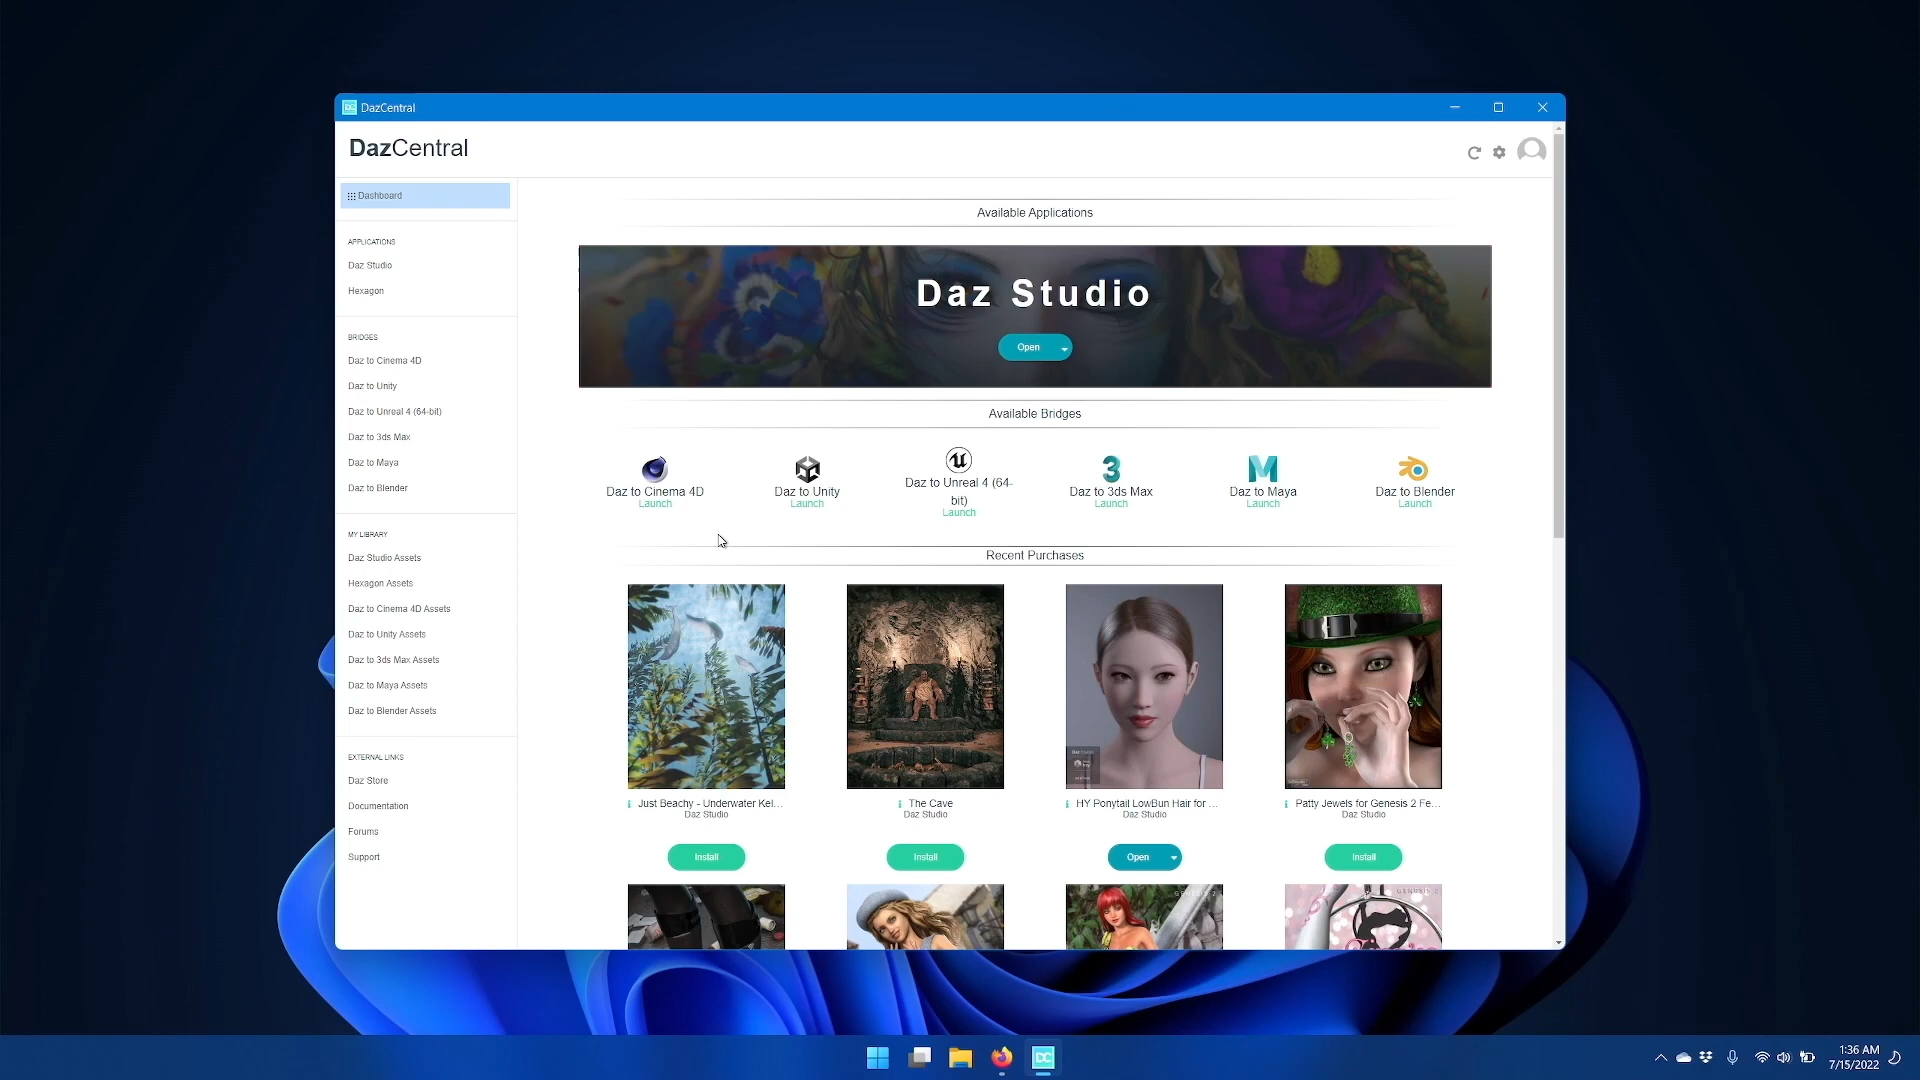 DazCentral
DazCentral
Dashboard
APPLICATIONS
Daz Studio
Hexagon
BRIDGES
Daz to Cinema 4D
Daz to Unity
Daz to Unreal 4 (64-bit)
Daz to 3ds Max
Daz to Maya
Daz to Blender
MY LIBRARY
Daz Studio Assets
Hexagon Assets
Daz to Cinema 4D Assets
Daz to Unity Assets
Daz to 3ds Max Assets
Daz to Maya Assets
Daz to Blender Assets
EXTERNAL LINKS
Daz Store
Documentation
Forums
Support
Available Applications
Daz Studio
Open
Available Bridges
Daz to Cinema 4D
Launch
Daz to Unity
Launch
Daz to Unreal 4 (64-
bit)
Launch
Daz to 3ds Max
Launch
Daz to Maya
Launch
Daz to Blender
Launch
Recent Purchases
Just Beachy - Underwater Kel...
Daz Studio
Install
The Cave
Daz Studio
Install
HY Ponytail LowBun Hair for ...
Daz Studio
Open
Patty Jewels for Genesis 2 Fe...
Daz Studio
Install
GENESIS 2
GENESIS 2
DC
1:36 AM
7/15/2022